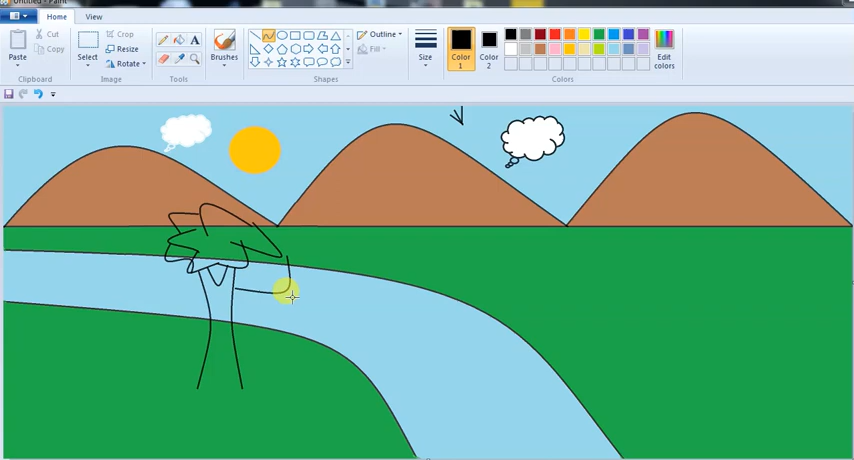 Untitled - Paint
Home View
Paste
Cut
Copy
Clipboard
Select
Crop
Resize
Rotate
Image
A
Tools
Brushes
Outline
Fill
Shapes
Size
Color 1
Color 2
Edit colors
Colors